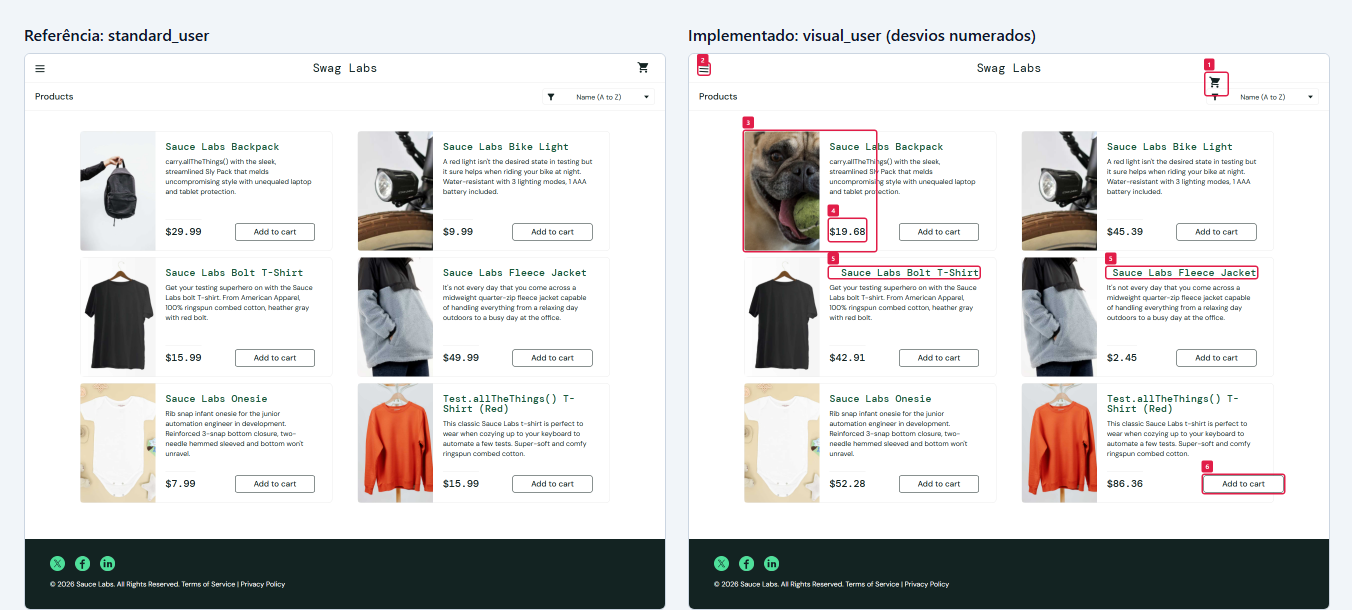 Referência: standard_user
Swag Labs
Products
Name (A to Z)
Sauce Labs Backpack
carry.allTheThings() with the sleek,
streamlined Sly Pack that melds
uncompromising style with unequaled laptop
and tablet protection.
$29.99
Add to cart
Sauce Labs Bike Light
A red light isn't the desired state in testing but
it sure helps when riding your bike at night.
Water-resistant with 3 lighting modes, 1 AAA
battery included.
$9.99
Add to cart
Sauce Labs Bolt T-Shirt
Get your testing superhero on with the Sauce
Labs bolt T-shirt. From American Apparel,
100% ringspun combed cotton, heather gray
with red bolt.
$15.99
Add to cart
Sauce Labs Fleece Jacket
It's not every day that you come across a
midweight quarter-zip fleece jacket capable
of handling everything from a relaxing day
outdoors to a busy day at the office.
$49.99
Add to cart
Sauce Labs Onesie
Rib snap infant onesie for the junior
automation engineer in development.
Reinforced 3-snap bottom closure, two-
needle hemmed sleeved and bottom won't
unravel.
$7.99
Add to cart
Test.allTheThings() T-
Shirt (Red)
This classic Sauce Labs t-shirt is perfect to
wear when cozying up to your keyboard to
automate a few tests. Super-soft and comfy
ringspun combed cotton.
$15.99
Add to cart
© 2026 Sauce Labs. All Rights Reserved. Terms of Service | Privacy Policy
Implementado: visual_user (desvios numerados)
2
Swag Labs
1
Products
Name (A to Z)
3
Sauce Labs Backpack
carry.allTheThings() with the sleek,
streamlined Sly Pack that melds
uncompromising style with unequaled laptop
and tablet protection.
4
$19.68
Add to cart
Sauce Labs Bike Light
A red light isn't the desired state in testing but
it sure helps when riding your bike at night.
Water-resistant with 3 lighting modes, 1 AAA
battery included.
$45.39
Add to cart
5
Sauce Labs Bolt T-Shirt
Get your testing superhero on with the Sauce
Labs bolt T-shirt. From American Apparel,
100% ringspun combed cotton, heather gray
with red bolt.
$42.91
Add to cart
5
Sauce Labs Fleece Jacket
It's not every day that you come across a
midweight quarter-zip fleece jacket capable
of handling everything from a relaxing day
outdoors to a busy day at the office.
$2.45
Add to cart
Sauce Labs Onesie
Rib snap infant onesie for the junior
automation engineer in development.
Reinforced 3-snap bottom closure, two-
needle hemmed sleeved and bottom won't
unravel.
$52.28
Add to cart
Test.allTheThings() T-
Shirt (Red)
This classic Sauce Labs t-shirt is perfect to
wear when cozying up to your keyboard to
automate a few tests. Super-soft and comfy
ringspun combed cotton.
6
$86.36
Add to cart
© 2026 Sauce Labs. All Rights Reserved. Terms of Service | Privacy Policy